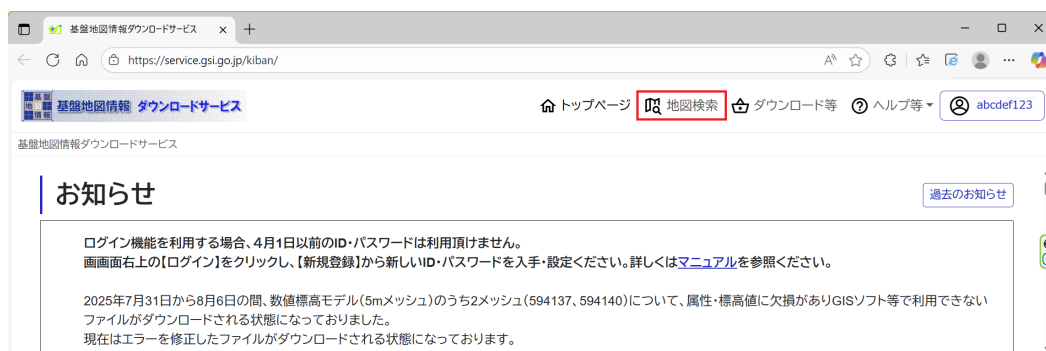 基盤地図情報ダウンロードサービス
https://service.gsi.go.jp/kiban/
基盤地図情報 基盤地図情報 ダウンロードサービス
トップページ 地図検索 ダウンロード等 ヘルプ等 abcdef123
基盤地図情報ダウンロードサービス
お知らせ
過去のお知らせ
ログイン機能を利用する場合、4月1日以前のID・パスワードは利用頂けません。
画画面右上の【ログイン】をクリックし、【新規登録】から新しいID・パスワードを入手・設定ください。詳しくはマニュアルを参照ください。
2025年7月31日から8月6日の間、数値標高モデル(5mメッシュ)のうち2メッシュ(594137、594140)について、属性・標高値に欠損がありGISソフト等で利用できない
ファイルがダウンロードされる状態になっておりました。
現在はエラーを修正したファイルがダウンロードされる状態になっております。